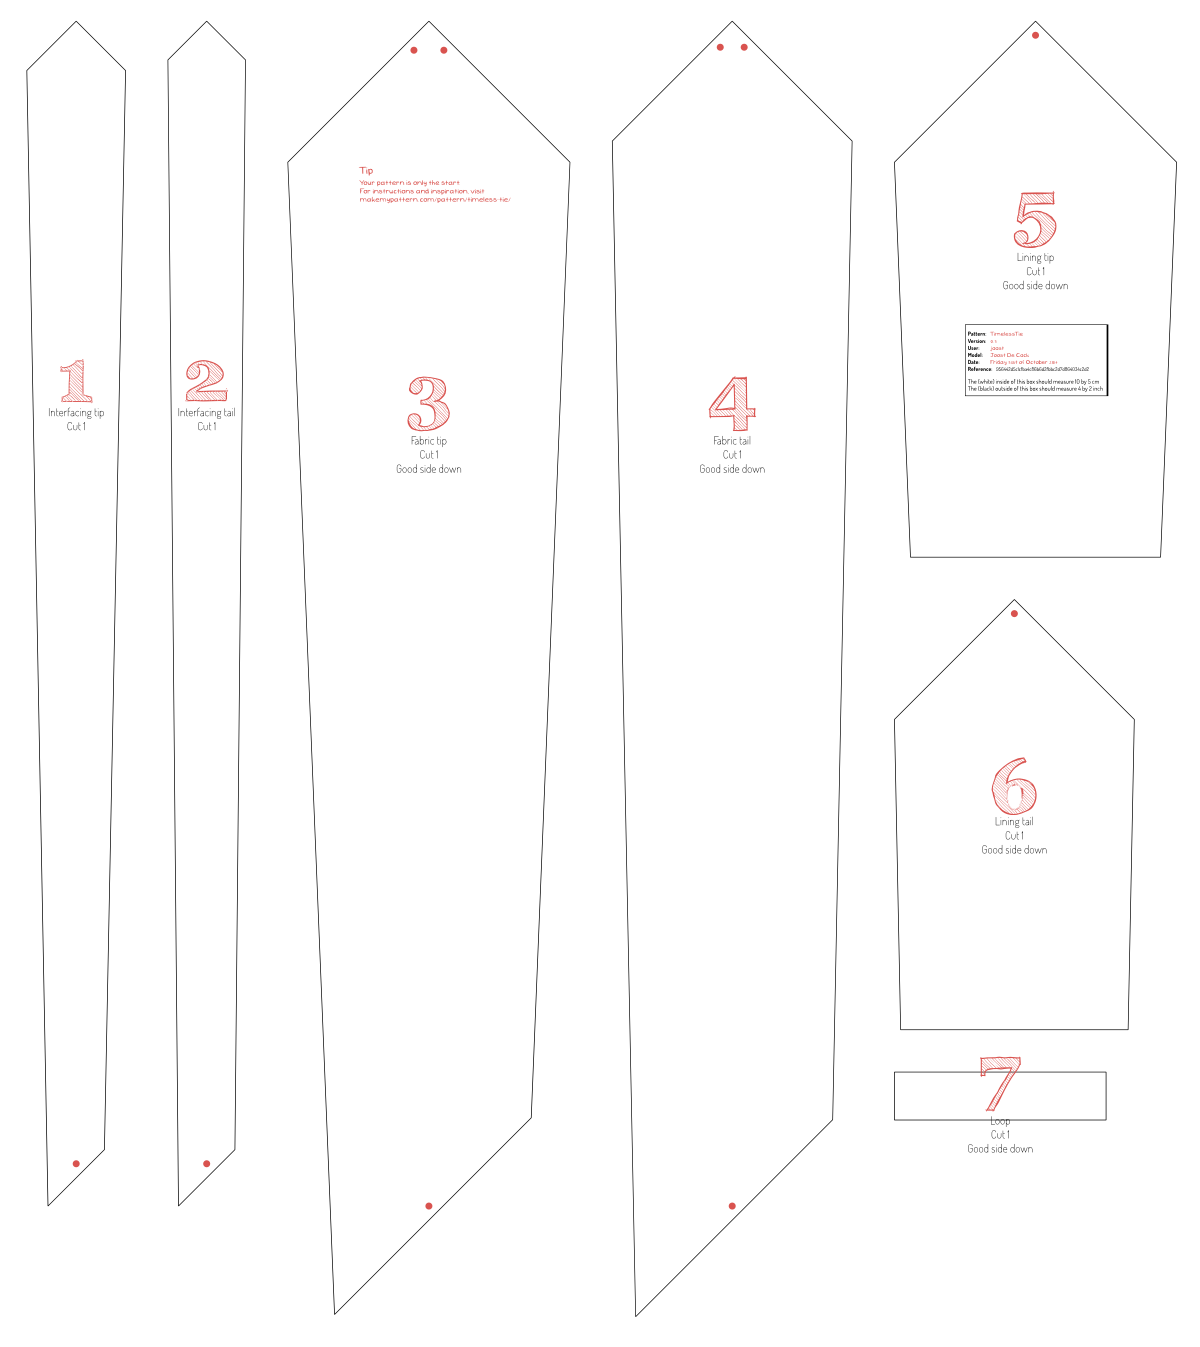 1
Interfacing tip
Cut 1
2
Interfacing tail
Cut 1
Tip
Your pattern is only the start
For instructions and inspiration, visit
makemypattern.com/pattern/timeless-tie/
3
Fabric tip
Cut 1
Good side down
4
Fabric tail
Cut 1
Good side down
5
Lining tip
Cut 1
Good side down
Pattern: TimelessTie
Version:
User: joost
Model: Joost De Cock
Date: Friday of October
Reference:
The (white) inside of this box should measure 10 by 5 cm
The (black) outside of this box should measure 4 by 2 inch
6
Lining tail
Cut 1
Good side down
7
Loop
Cut 1
Good side down